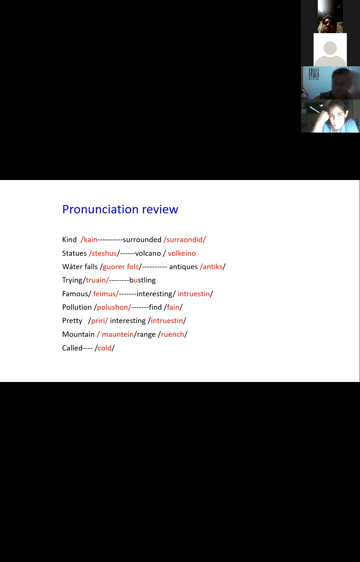 Pronunciation review
Kind /kain----------surrounded /surraondid/
Statues /steshus/------volcano / volkeino
Wáter falls /guorer fols/---------- antiques /antiks/
Trying/truain/--------bustling
Famous/ feimus/-------interesting/ intruestin/
Pollution /polushon/-------find /fain/
Pretty /priri/ interesting /intruestin/
Mountain / mauntein/range /ruench/
Called---- /cold/